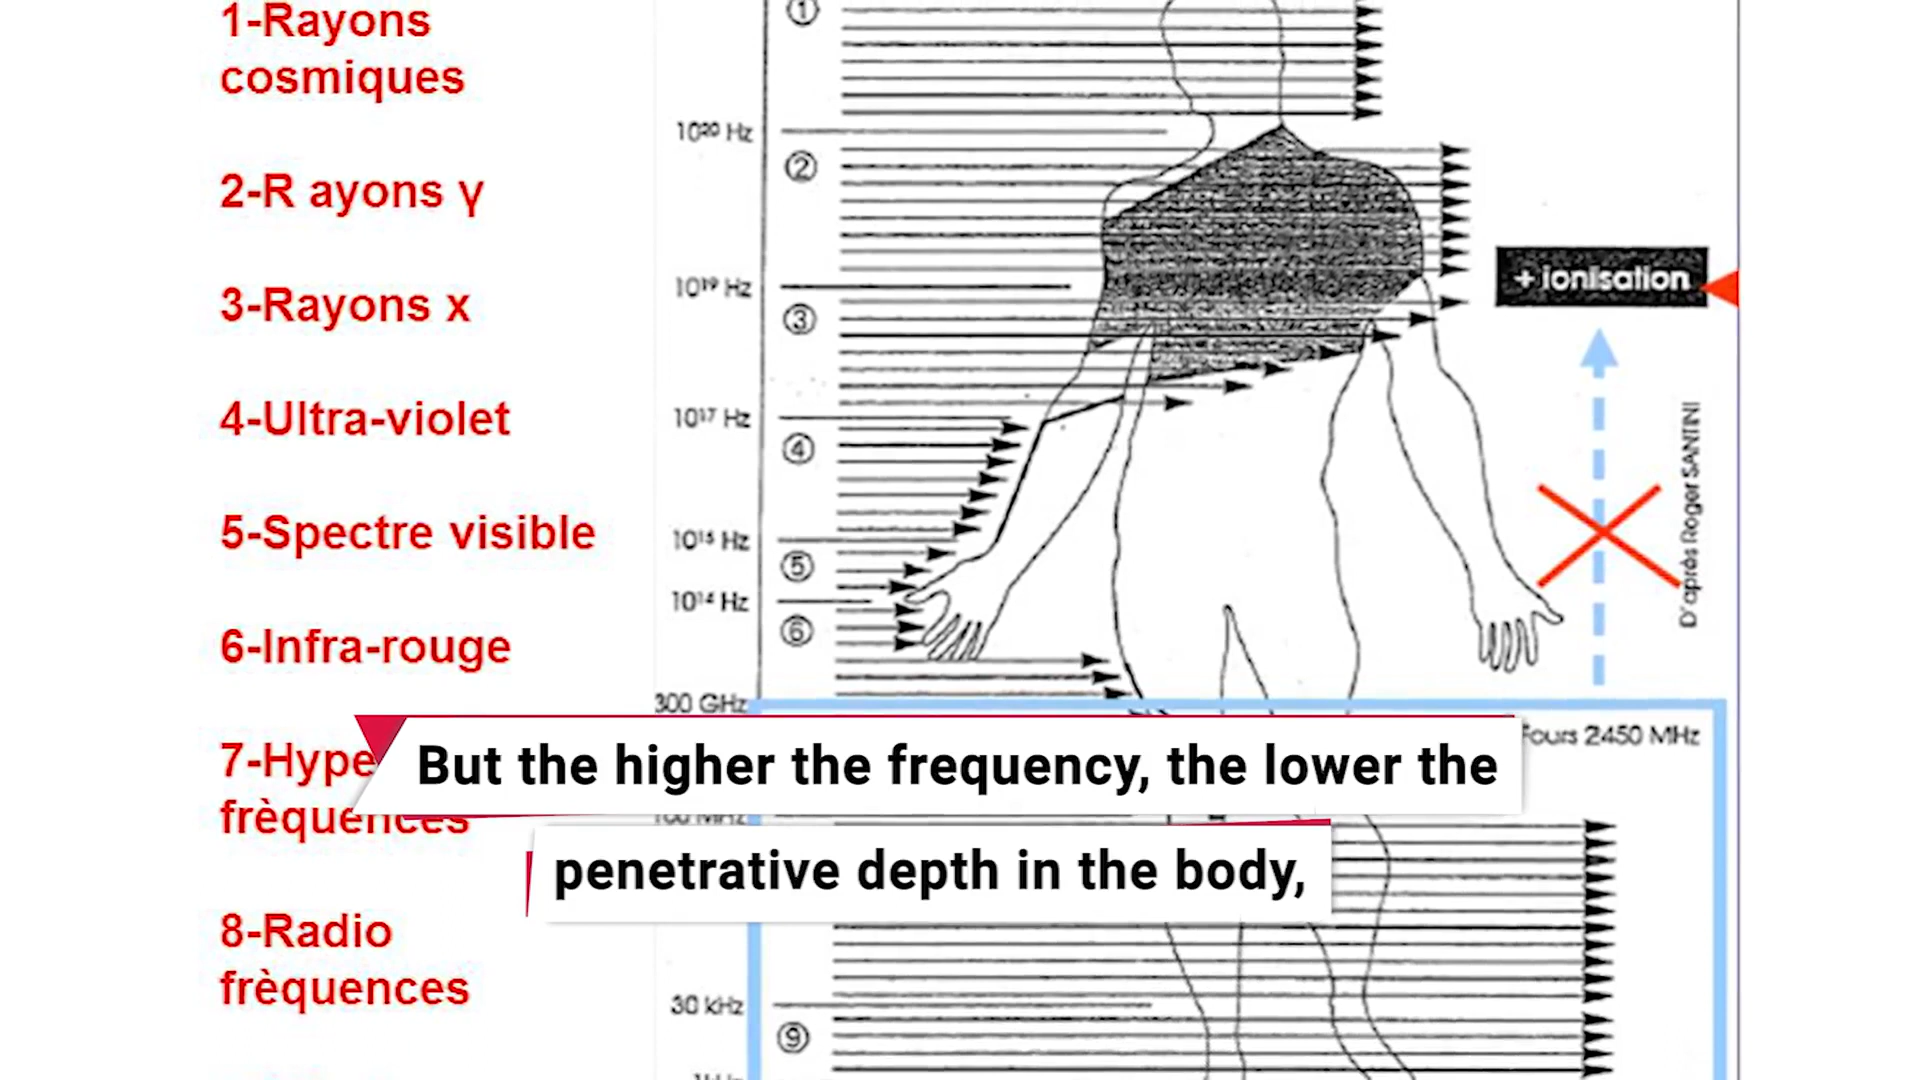 1-Rayons
cosmiques
2-R ayons γ
3-Rayons x
4-Ultra-violet
5-Spectre visible
6-Infra-rouge
7-Hype
frèquences
8-Radio
frèquences
①
10²⁰ Hz
②
10¹⁹ Hz
③
10¹⁷ Hz
④
10¹⁵ Hz
⑤
10¹⁴ Hz
⑥
300 GHz
30 kHz
⑨
+ ionisation
D'après Roger SANTINI
Fours 2450 MHz
But the higher the frequency, the lower the
penetrative depth in the body,